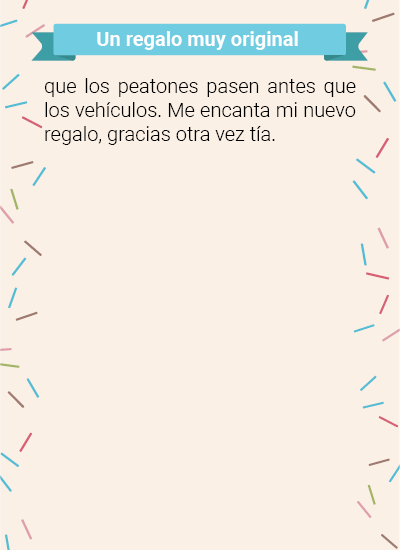 Un regalo muy original
que los peatones pasen antes que
los vehículos. Me encanta mi nuevo
regalo, gracias otra vez tía.